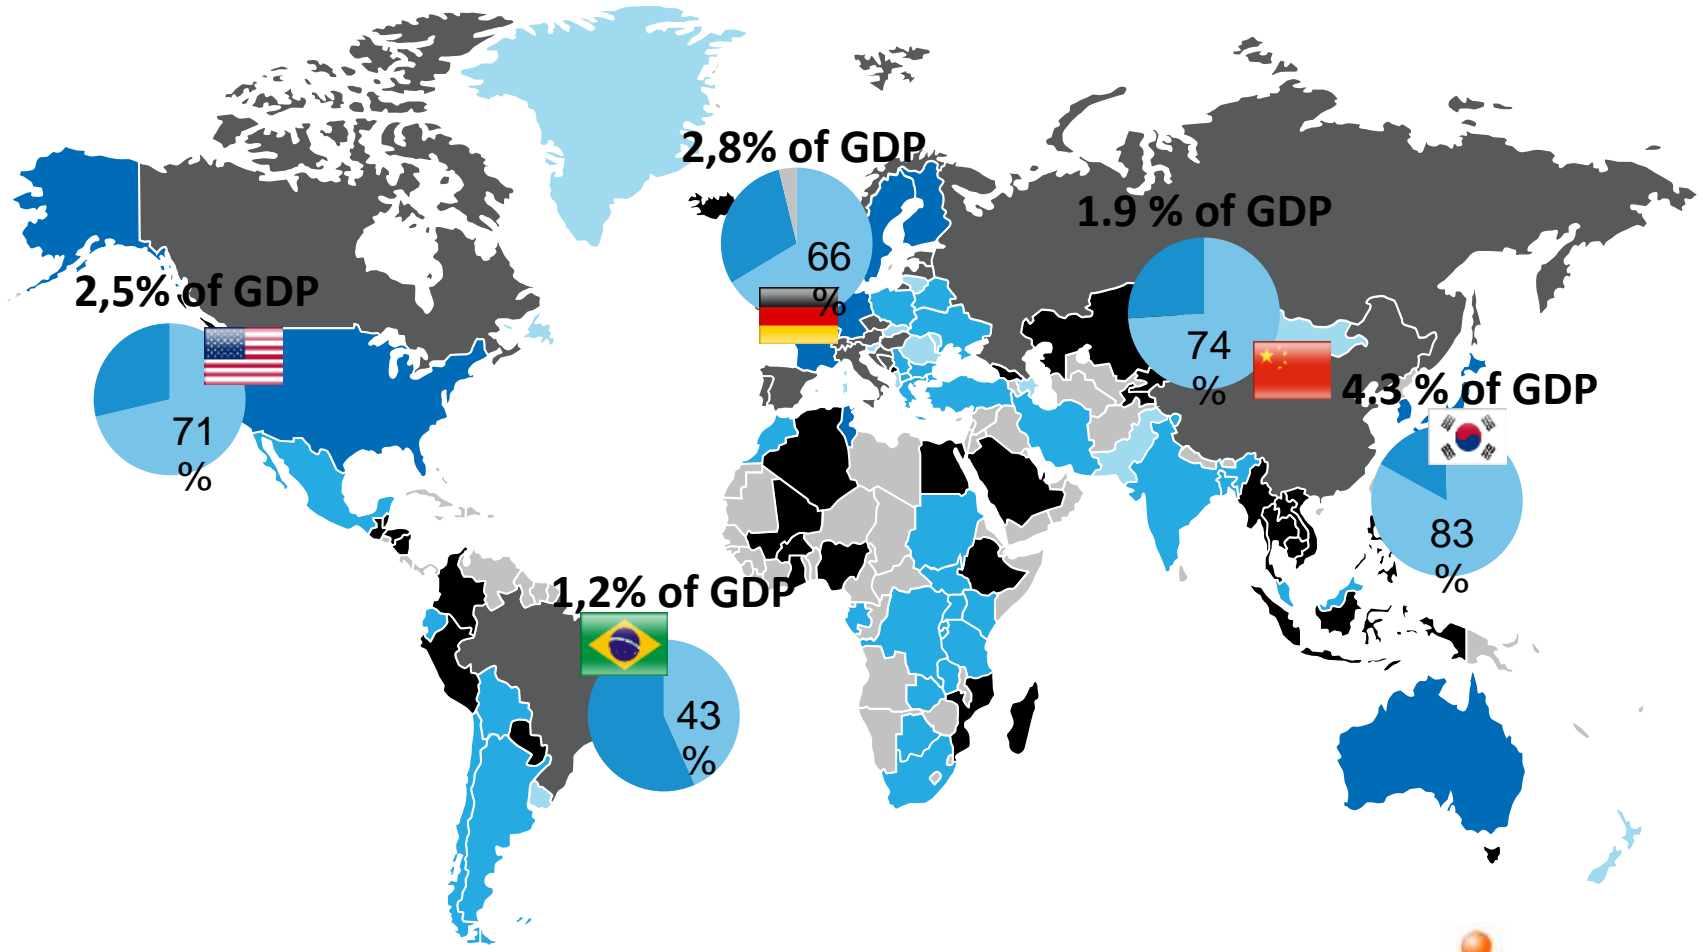 2,8% of GDP
66
%
1.9 % of GDP
74
%
2,5% of GDP
71
%
4.3 % of GDP
83
%
1,2% of GDP
43
%